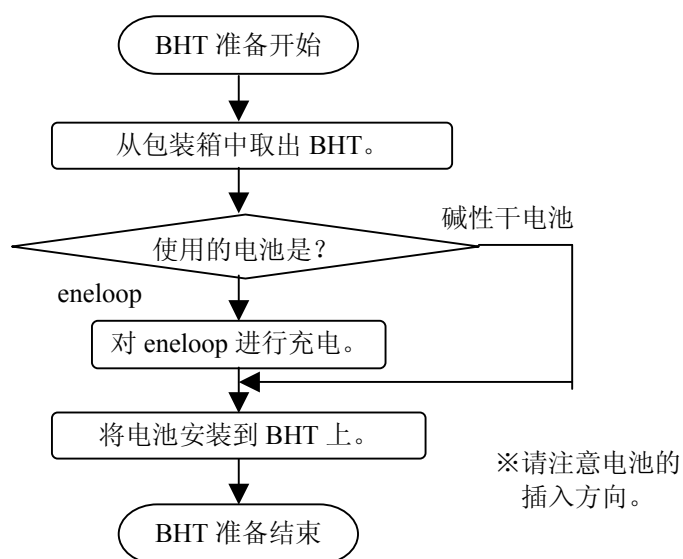 BHT 准备开始
从包装箱中取出 BHT。
使用的电池是?
碱性干电池
eneloop
对 eneloop 进行充电。
将电池安装到 BHT 上。
※请注意电池的
插入方向。
BHT 准备结束